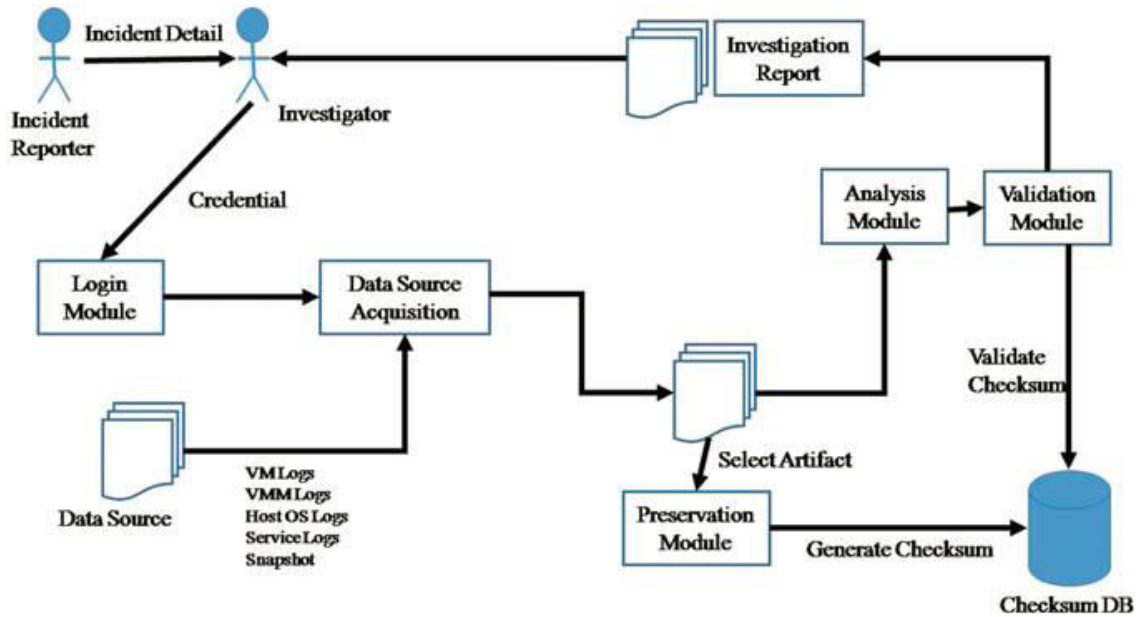 Incident Detail
Incident
Reporter
Investigator
Investigation
Report
Credential
Analysis
Module
Validation
Module
Login
Module
Data Source
Acquisition
Validate
Checksum
Select Artifact
VM Logs
VMM Logs
Host OS Logs
Service Logs
Snapshot
Data Source
Preservation
Module
Generate Checksum
Checksum DB